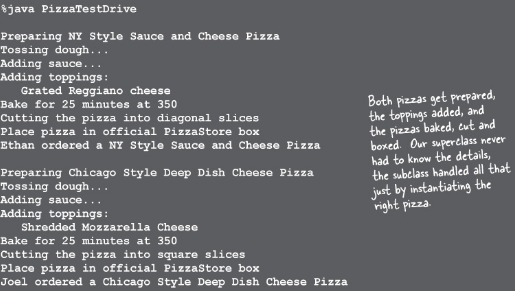 %java PizzaTestDrive
Preparing NY Style Sauce and Cheese Pizza
Tossing dough...
Adding sauce...
Adding toppings:
Grated Reggiano cheese
Bake for 25 minutes at 350
Cutting the pizza into diagonal slices
Place pizza in official PizzaStore box
Ethan ordered a NY Style Sauce and Cheese Pizza
Preparing Chicago Style Deep Dish Cheese Pizza
Tossing dough...
Adding sauce...
Adding toppings:
Shredded Mozzarella Cheese
Bake for 25 minutes at 350
Cutting the pizza into square slices
Place pizza in official PizzaStore box
Joel ordered a Chicago Style Deep Dish Cheese Pizza
Both pizzas get prepared,
the toppings added, and
the pizzas baked, cut and
boxed. Our superclass never
had to know the details,
the subclass handled all that
just by instantiating the
right pizza.